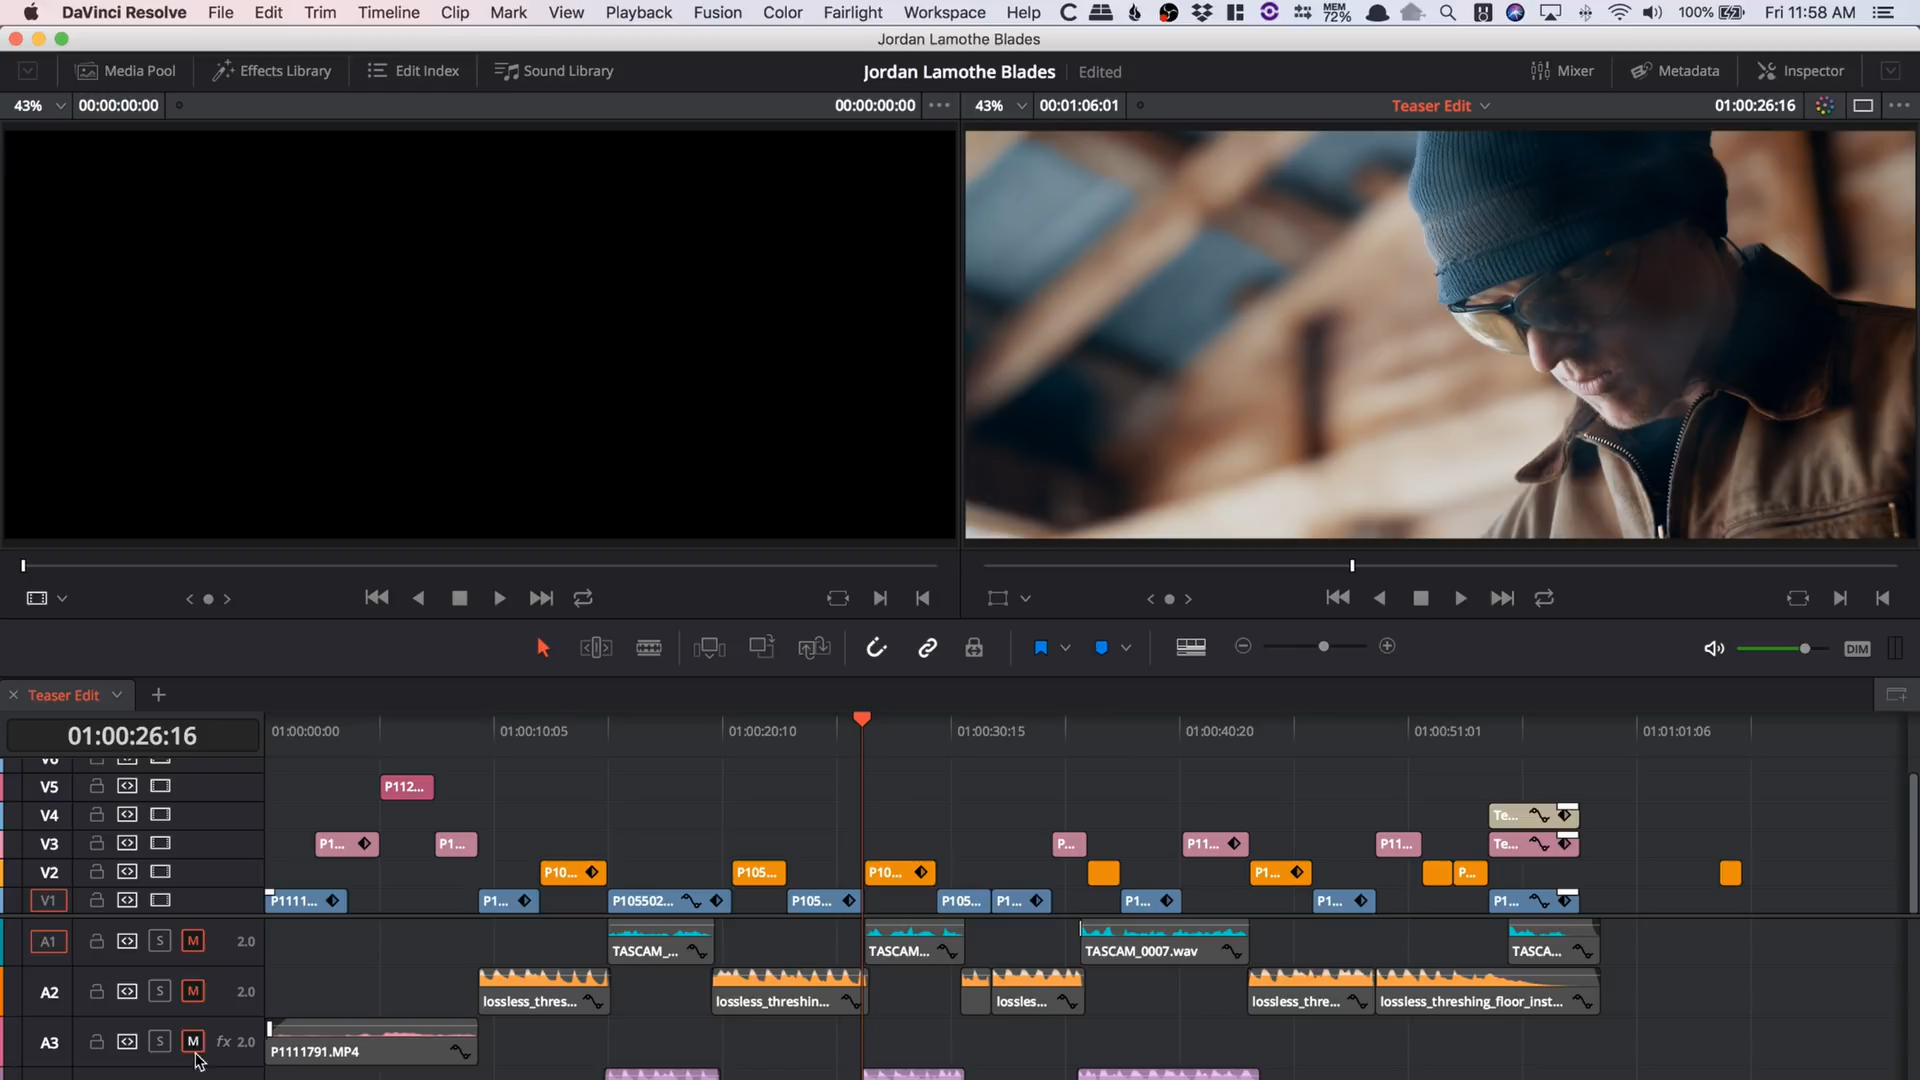 DaVinci Resolve File Edit Trim Timeline Clip Mark View Playback Fusion Color Fairlight Workspace Help MEM 72% 100% Fri 11:58 AM
Jordan Lamothe Blades
Media Pool Effects Library Edit Index Sound Library Jordan Lamothe Blades Edited Mixer Metadata Inspector
43% 00:00:00:00 00:00:00:00 43% 00:01:06:01 Teaser Edit 01:00:26:16
DIM
Teaser Edit
01:00:26:16 01:00:00:00 01:00:10:05 01:00:20:10 01:00:30:15 01:00:40:20 01:00:51:01 01:01:01:06
V6
V5 P112...
V4 Te...
V3 P1... P1... P... P11... P11... Te...
V2 P10... P105... P10... P1... P...
V1 P1111... P1... P105502... P105... P105... P1... P1... P1... P1...
A1 S M 2.0 TASCAM_... TASCAM... TASCAM_0007.wav TASCA...
A2 S M 2.0 lossless_thres... lossless_threshin... lossles... lossless_thre... lossless_threshing_floor_inst...
A3 S M fx 2.0 P1111791.MP4